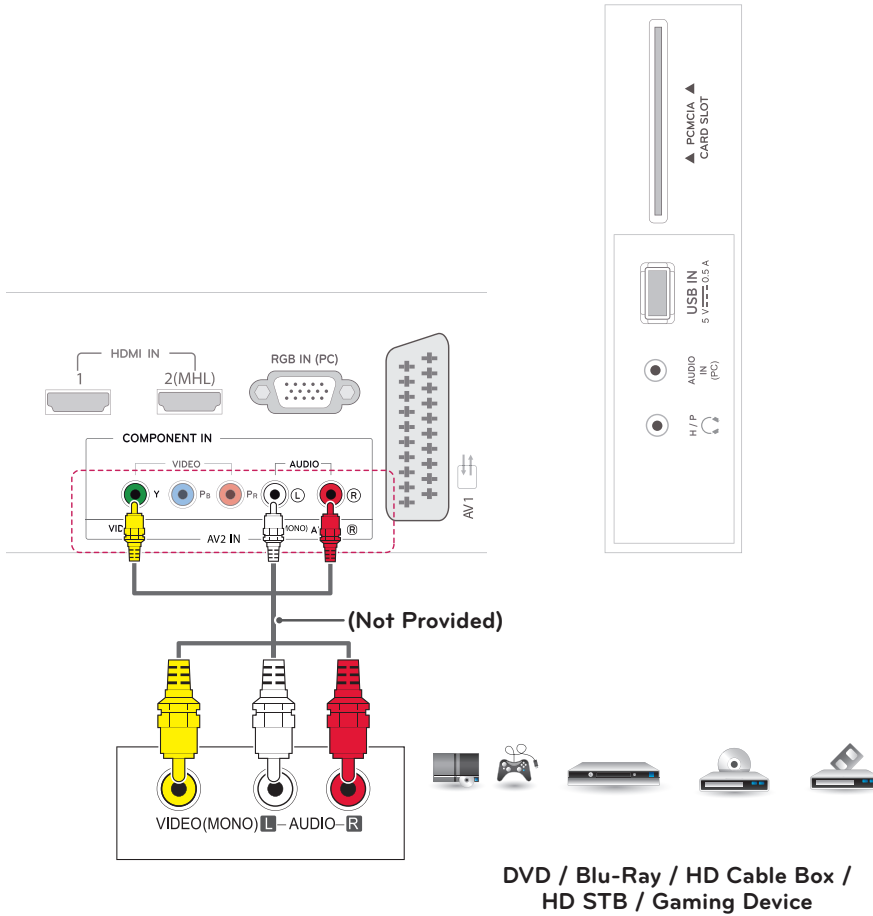 ▲ PCMCIA ▲
CARD SLOT
USB IN
5 V 0.5 A
AUDIO
IN
(PC)
H / P
HDMI IN
1
2(MHL)
RGB IN (PC)
AV 1
COMPONENT IN
VIDEO
AUDIO
Y
PB
PR
L
R
AV2 IN
R
(Not Provided)
VIDEO(MONO) L – AUDIO – R
DVD / Blu-Ray / HD Cable Box /
HD STB / Gaming Device